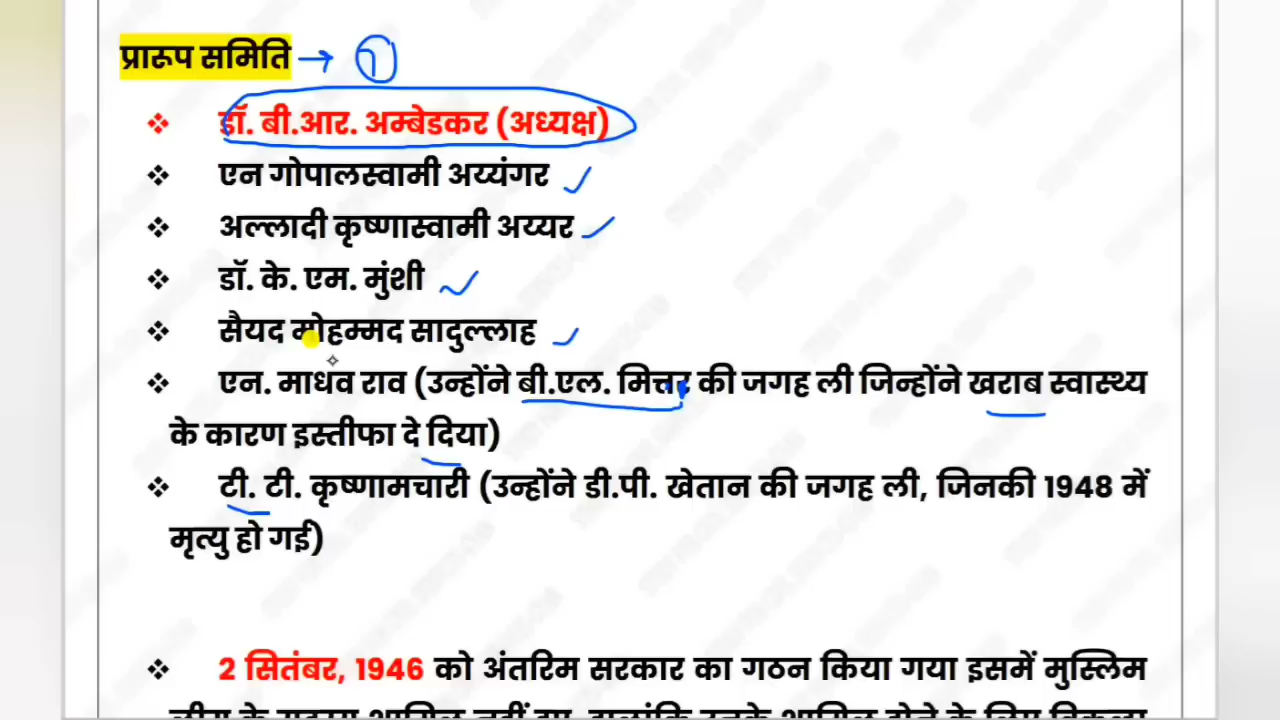 प्रारूप समिति → 7
❖ डॉ. बी.आर. अम्बेडकर (अध्यक्ष)
❖ एन गोपालस्वामी अय्यंगर
❖ अल्लादी कृष्णास्वामी अय्यर
❖ डॉ. के. एम. मुंशी
❖ सैयद मोहम्मद सादुल्लाह
❖ एन. माधव राव (उन्होंने बी.एल. मित्तर की जगह ली जिन्होंने खराब स्वास्थ्य
के कारण इस्तीफा दे दिया)
❖ टी. टी. कृष्णामचारी (उन्होंने डी.पी. खेतान की जगह ली, जिनकी 1948 में
मृत्यु हो गई)
❖ 2 सितंबर, 1946 को अंतरिम सरकार का गठन किया गया इसमें मुस्लिम